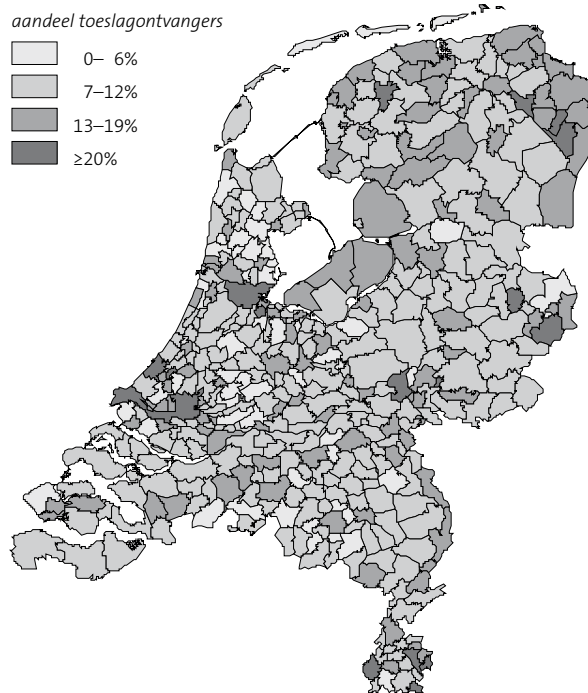 aandeel toeslagontvangers
0– 6%
7–12%
13–19%
≥20%